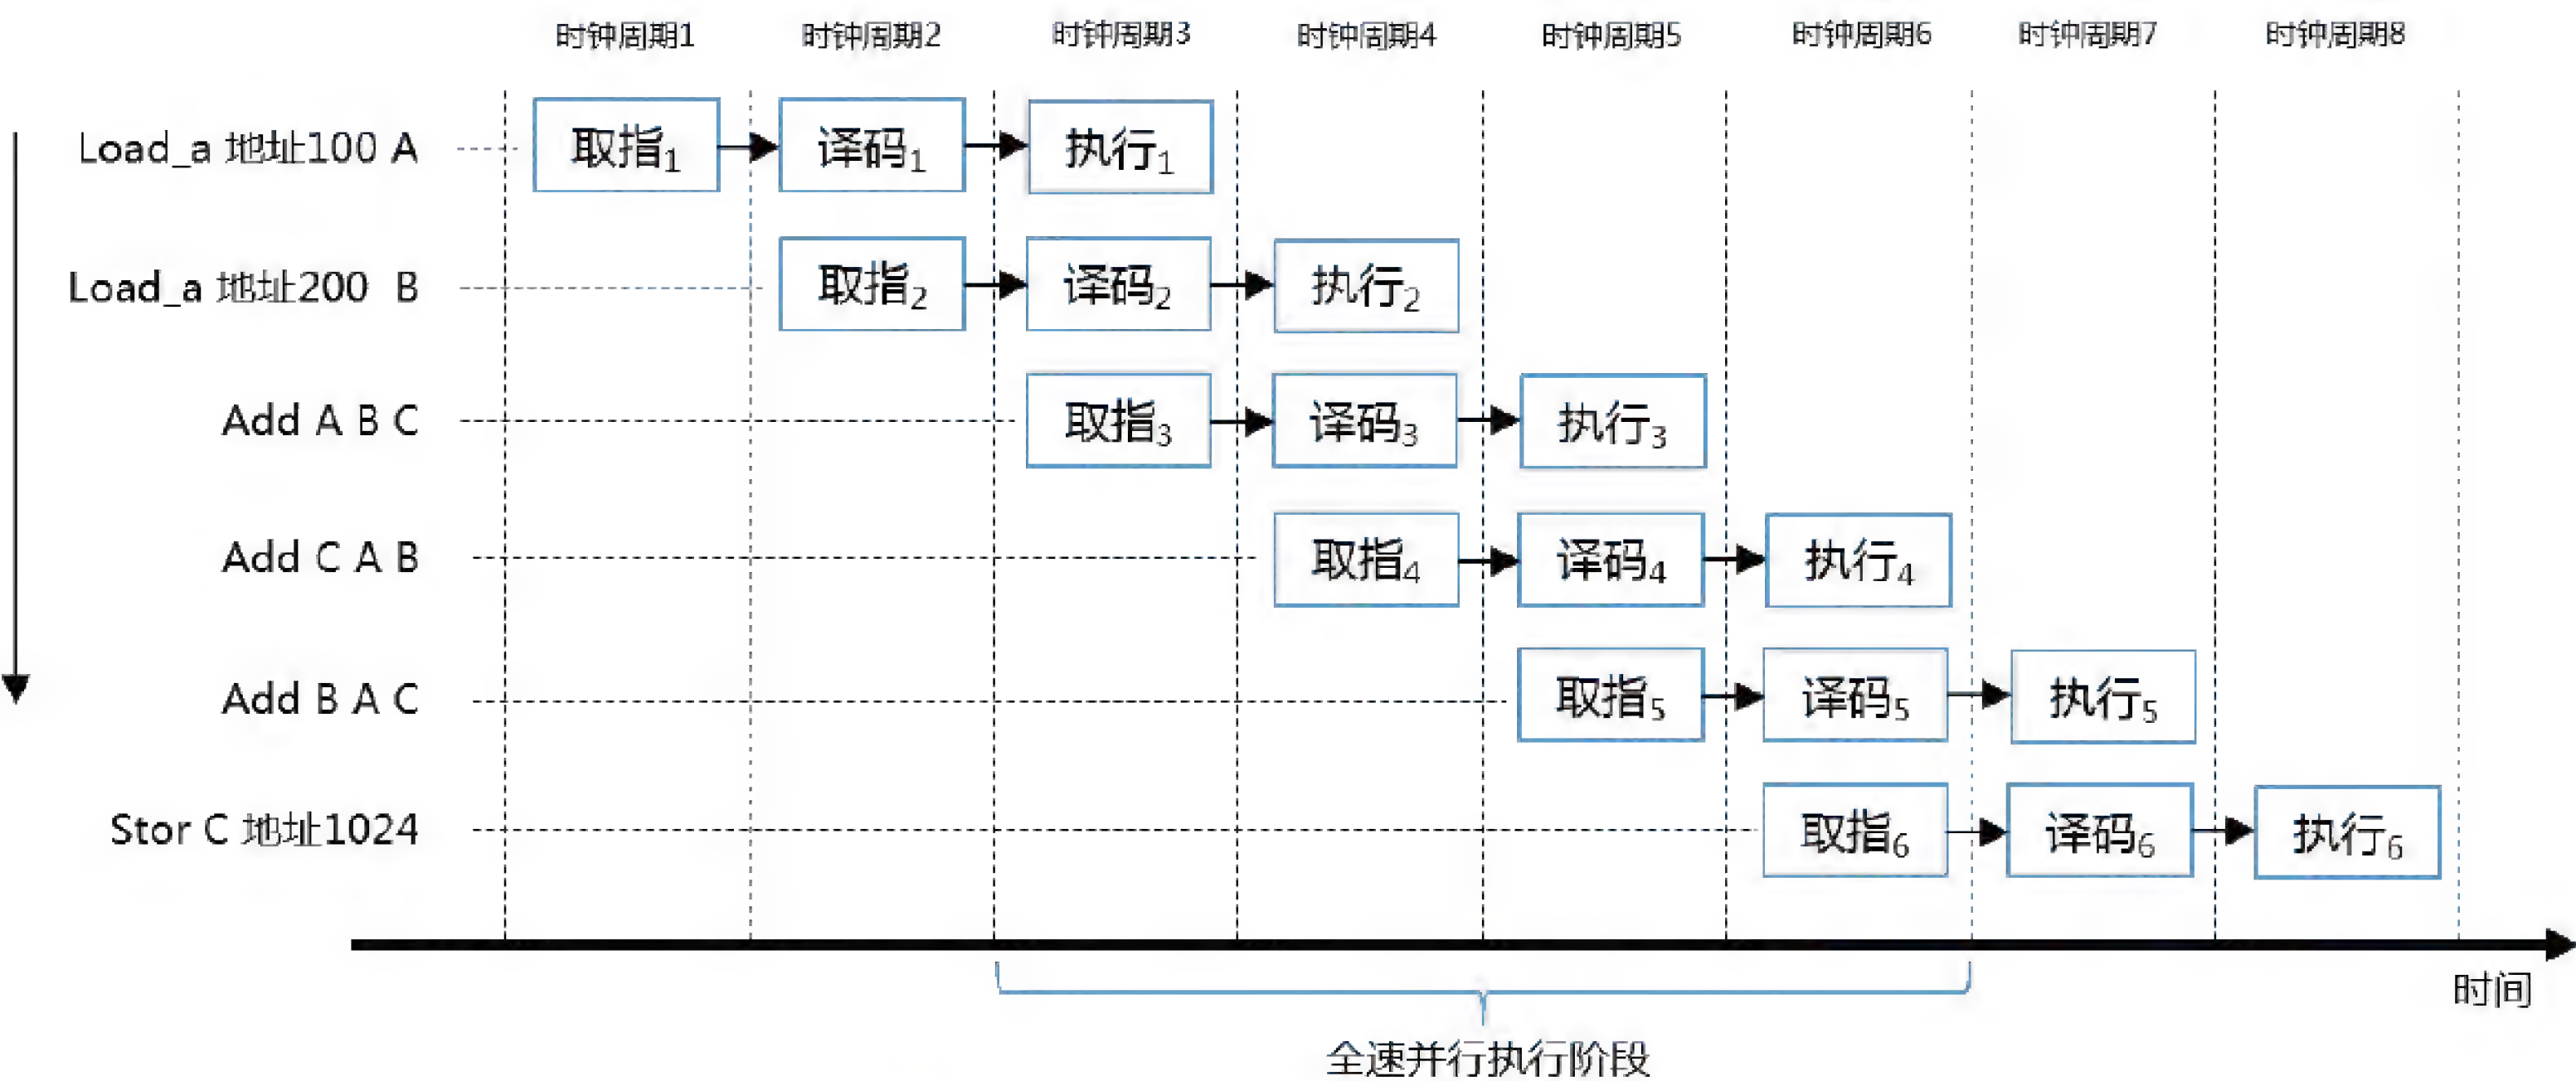 时钟周期1 时钟周期2 时钟周期3 时钟周期4 时钟周期5 时钟周期6 时钟周期7 时钟周期8
Load_a 地址100 A 取指1 译码1 执行1
Load_a 地址200 B 取指2 译码2 执行2
Add A B C 取指3 译码3 执行3
Add C A B 取指4 译码4 执行4
Add B A C 取指5 译码5 执行5
Stor C 地址1024 取指6 译码6 执行6
时间
全速并行执行阶段